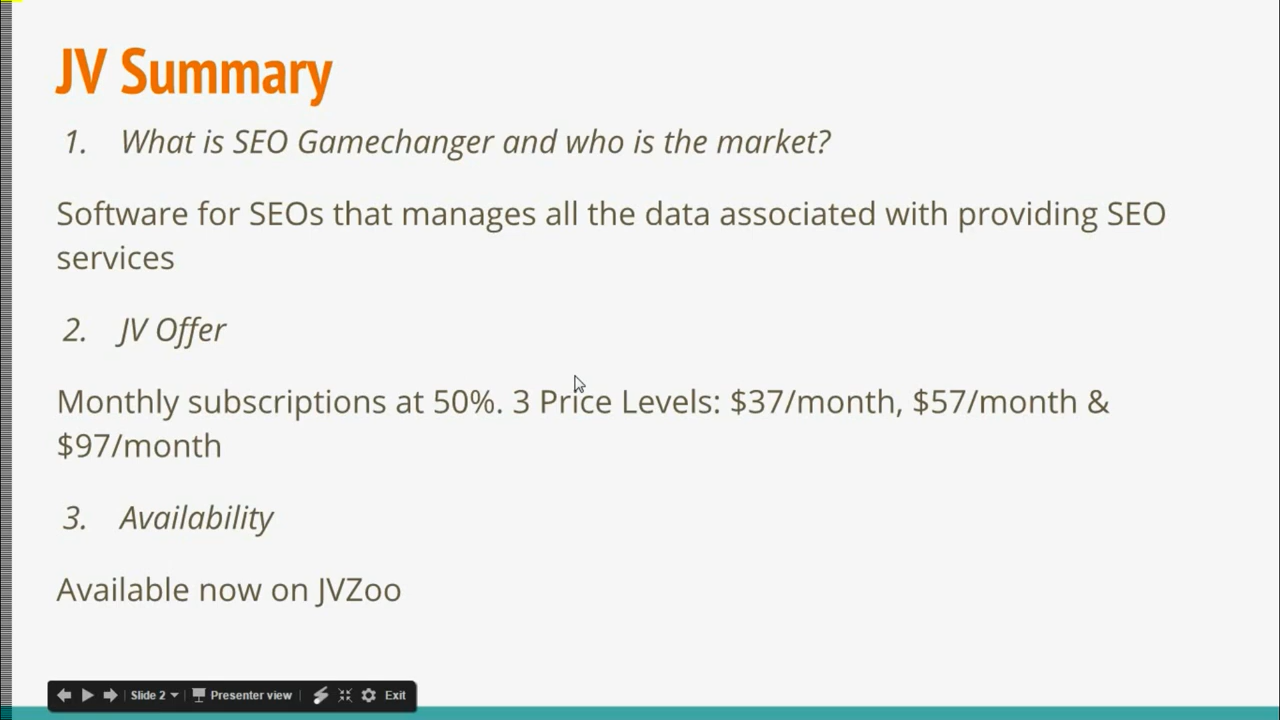 JV Summary
1. What is SEO Gamechanger and who is the market?
Software for SEOs that manages all the data associated with providing SEO
services
2. JV Offer
Monthly subscriptions at 50%. 3 Price Levels: $37/month, $57/month &
$97/month
3. Availability
Available now on JVZoo
Slide 2 Presenter view Exit